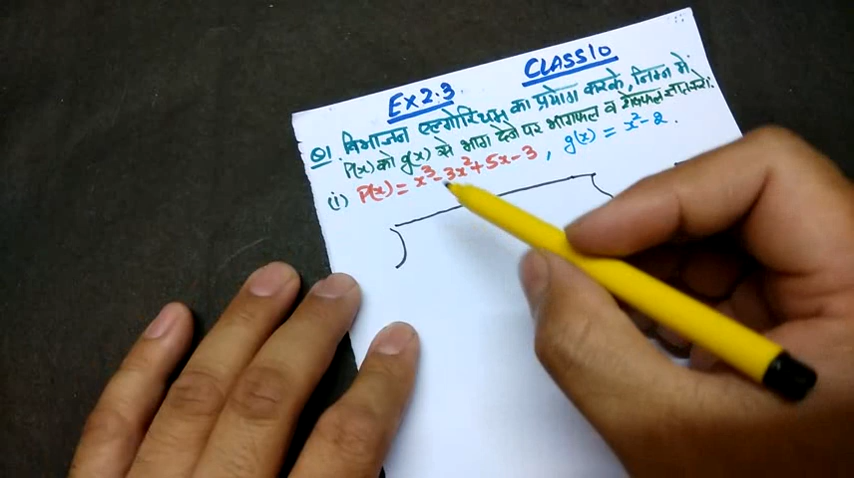 EX 2.3 CLASS 10
Q1 विभाजन एल्गोरिथम का प्रयोग करके, निम्न में
P(x) को g(x) से भाग देने पर भागफल व शेषफल ज्ञात करो.
(i) P(x) = x³-3x²+5x-3, g(x) = x²-2.